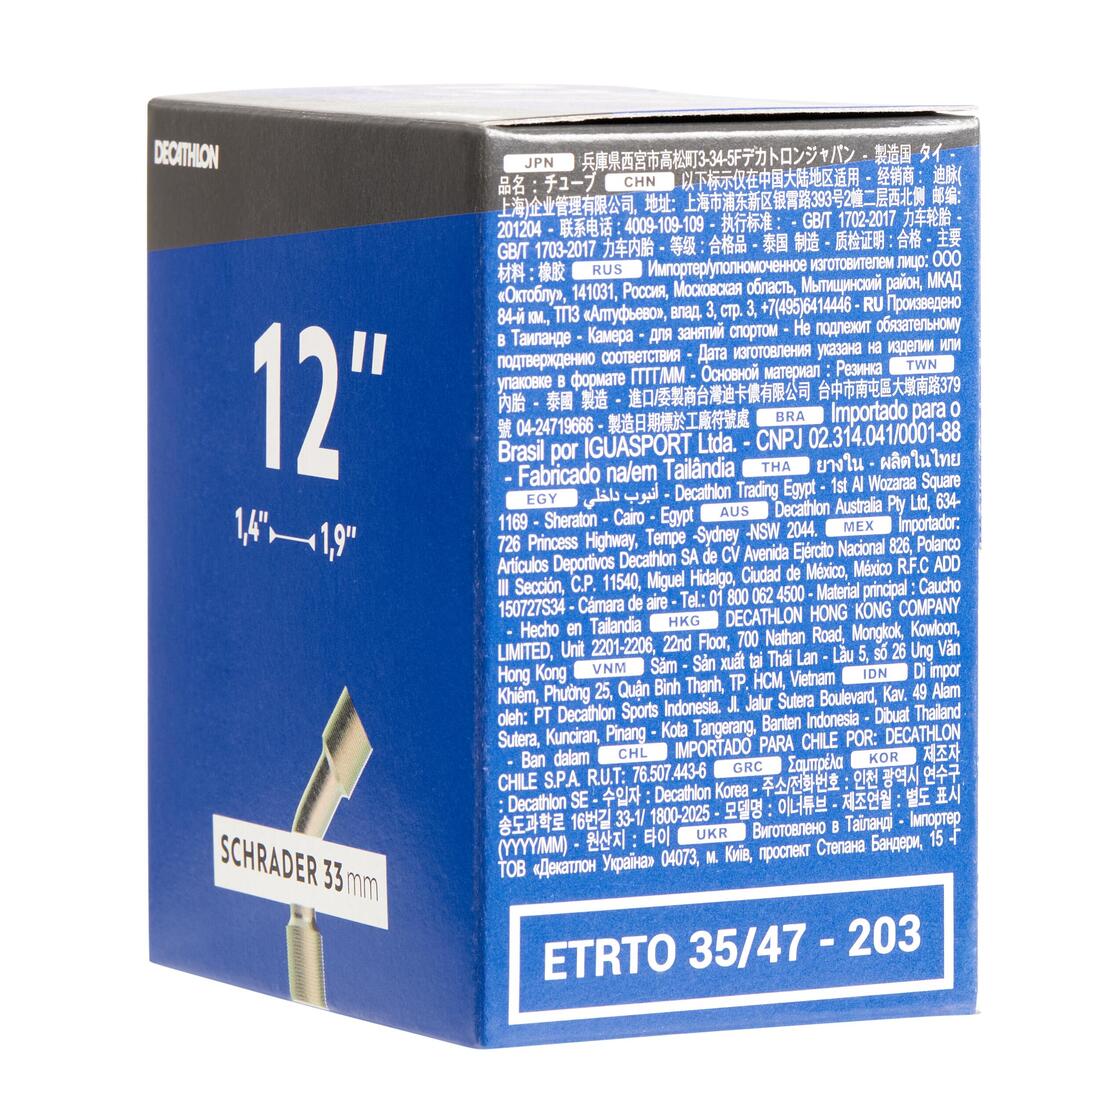 DECATHLON
12"
1,4" 1,9"
SCHRADER 33mm
JPN 兵庫県西宮市高松町3-34-5Fデカトロンジャパン - 製造国 タイ -
品名 : チューブ CHN 以下标示仅在中国大陆地区适用 - 经销商 : 迪脉(
上海)企业管理有限公司, 地址: 上海市浦东新区银霄路393号2幢二层西北侧 邮编:
201204 - 联系电话 : 4009-109-109 - 执行标准 : - GB/T 1702-2017 力车轮胎 -
GB/T 1703-2017 力车内胎 - 等级 : 合格品 - 泰国 制造 - 质检证明 : 合格 - 主要
材料 : 橡胶 RUS Импортер/уполномоченное изготовителем лицо: ООО
«Октоблу», 141031, Россия, Московская область, Мытищинский район, МКАД
84-й км., ТПЗ «Алтуфьево», влад. 3, стр. 3, +7(495)6414446 - RU Произведено
в Таиланде - Камера - для занятий спортом - Не подлежит обязательному
подтверждению соответствия - Дата изготовления указана на изделии или
упаковке в формате ГГГГ/ММ - Основной материал : Резинка TWN
內胎 - 泰國 製造 - 進口/委製商台灣迪卡儂有限公司 台中市南屯區大墩南路379
號 04-24719666 - 製造日期標於工廠符號處 BRA Importado para o
Brasil por IGUASPORT Ltda. - CNPJ 02.314.041/0001-88
- Fabricado na/em Tailândia THA ยางใน - ผลิตในไทย
EGY أنبوب داخلي - Decathlon Trading Egypt - 1st Al Wozaraa Square
1169 - Sheraton - Cairo - Egypt AUS Decathlon Australia Pty Ltd, 634-
726 Princess Highway, Tempe -Sydney -NSW 2044. MEX Importador:
Artículos Deportivos Decathlon SA de CV Avenida Ejército Nacional 826, Polanco
III Sección, C.P. 11540, Miguel Hidalgo, Ciudad de México, México R.F.C ADD
150727S34 - Cámara de aire - Tel.: 01 800 062 4500 - Material principal : Caucho
- Hecho en Tailandia HKG DECATHLON HONG KONG COMPANY
LIMITED, Unit 2201-2206, 22nd Floor, 700 Nathan Road, Mongkok, Kowloon,
Hong Kong VNM Săm - Sản xuất tại Thái Lan - Lầu 5, số 26 Ung Văn
Khiêm, Phường 25, Quận Bình Thạnh, TP. HCM, Vietnam IDN Di impor
oleh: PT Decathlon Sports Indonesia. Jl. Jalur Sutera Boulevard, Kav. 49 Alam
Sutera, Kunciran, Pinang - Kota Tangerang, Banten Indonesia - Dibuat Thailand
- Ban dalam CHL IMPORTADO PARA CHILE POR: DECATHLON
CHILE S.P.A. R.U.T: 76.507.443-6 GRC Σαμπρέλα KOR 제조자
: Decathlon SE - 수입자 : Decathlon Korea - 주소/전화번호 : 인천 광역시 연수구
송도과학로 16번길 33-1/ 1800-2025 - 모델명 : 이너튜브 - 제조연월 : 별도 표시
(YYYY/MM) - 원산지 : 타이 UKR Виготовлено в Таїланді - Імпортер
ТОВ «Декатлон Україна» 04073, м. Київ, проспект Степана Бандери, 15 -Г
ETRTO 35/47 - 203